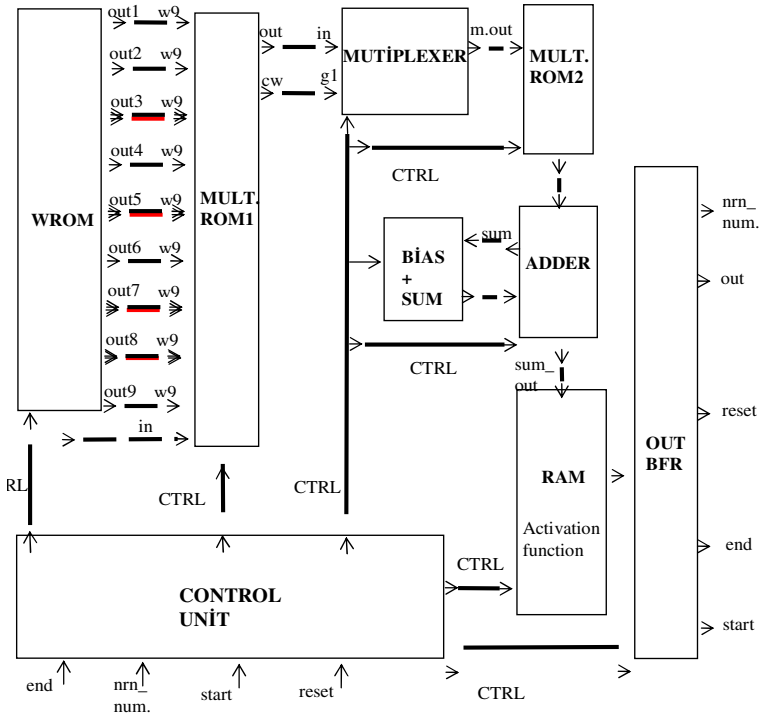 out1 w9
out2 w9
out3 w9
out4 w9
out5 w9
out6 w9
out7 w9
out8 w9
out9 w9
in
WROM
MULT.
ROM1
out in
cw g1
MUTİPLEXER
m.out
MULT.
ROM2
CTRL
sum
BİAS
+
SUM
ADDER
CTRL
sum_
out
RAM
Activation
function
OUT
BFR
nrn_
num.
out
reset
end
start
TRL
CTRL
CTRL
CTRL
CONTROL
UNİT
end
nrn_
num.
start
reset
CTRL